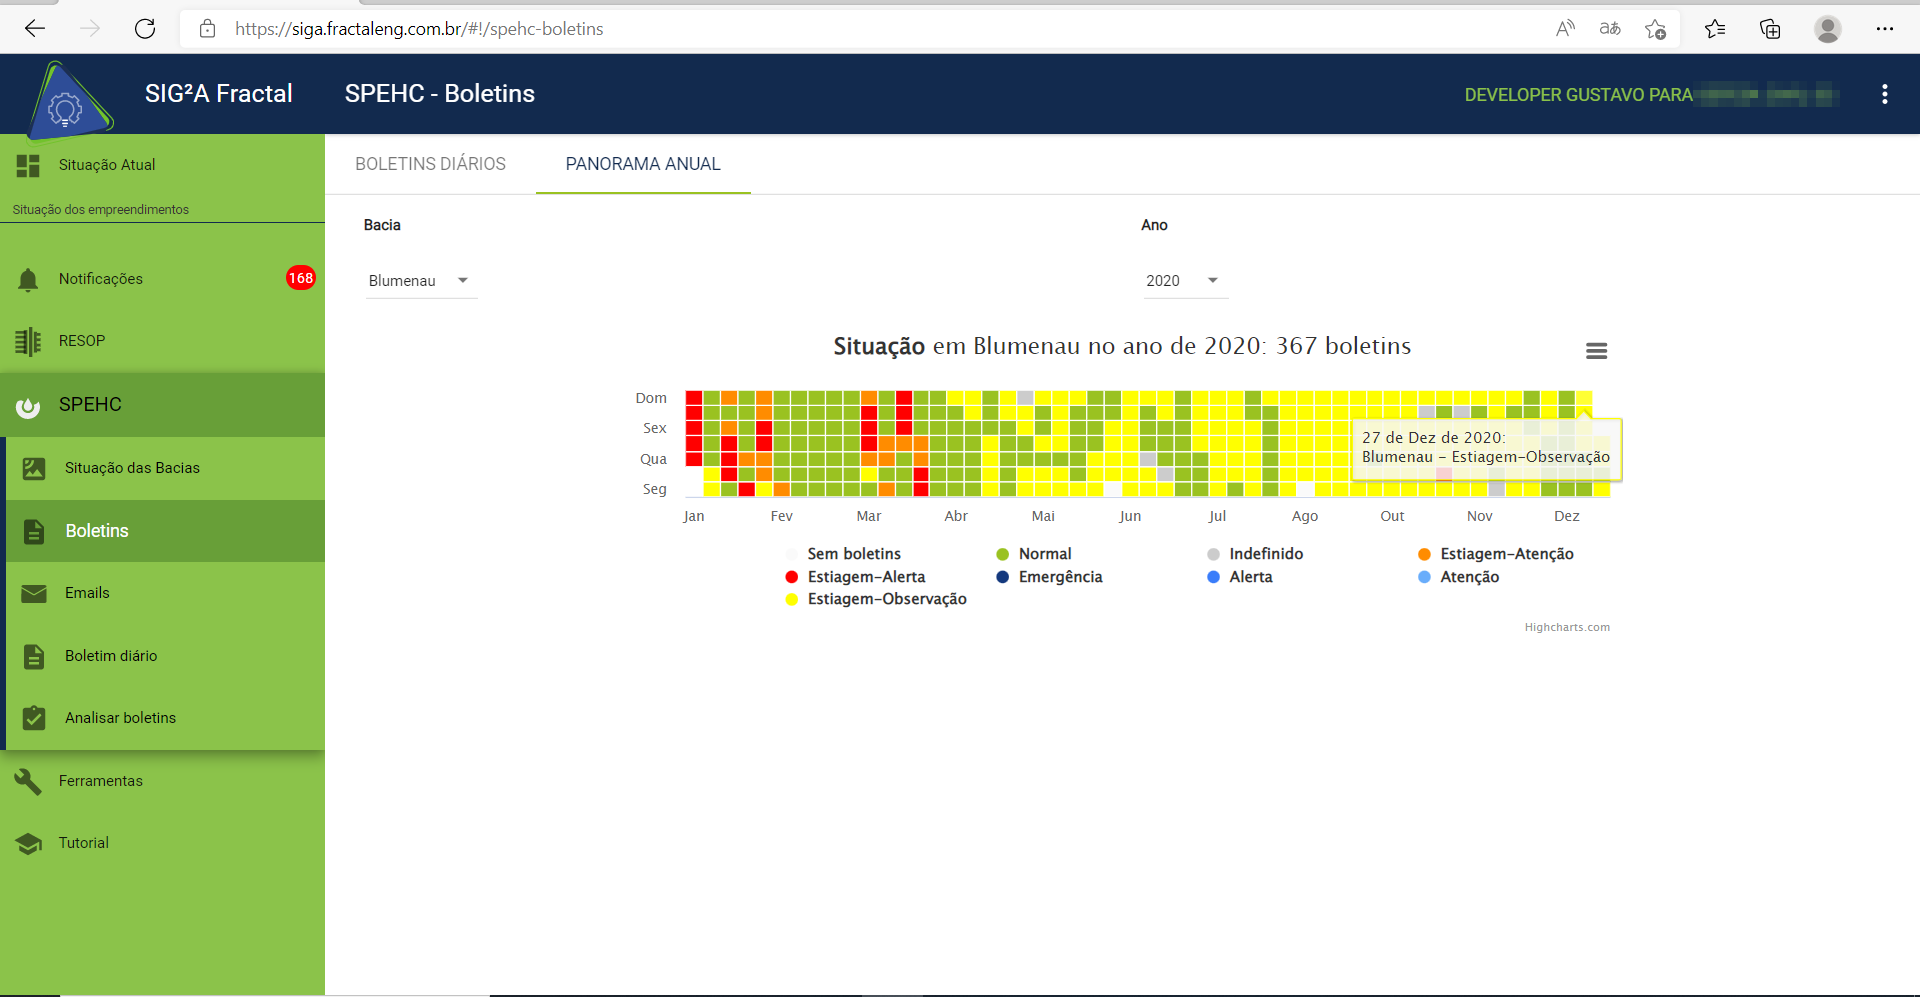 https://siga.fractaleng.com.br/#!/spehc-boletins
SIG²A Fractal
SPEHC - Boletins
DEVELOPER GUSTAVO PARA
Situação Atual
Situação dos empreendimentos
Notificações
168
RESOP
SPEHC
Situação das Bacias
Boletins
Emails
Boletim diário
Analisar boletins
Ferramentas
Tutorial
BOLETINS DIÁRIOS
PANORAMA ANUAL
Bacia
Ano
Blumenau
2020
Situação em Blumenau no ano de 2020: 367 boletins
Dom
Sex
Qua
Seg
27 de Dez de 2020:
Blumenau - Estiagem-Observação
Jan Fev Mar Abr Mai Jun Jul Ago Out Nov Dez
Sem boletins Normal Indefinido Estiagem-Atenção
Estiagem-Alerta Emergência Alerta Atenção
Estiagem-Observação
Highcharts.com